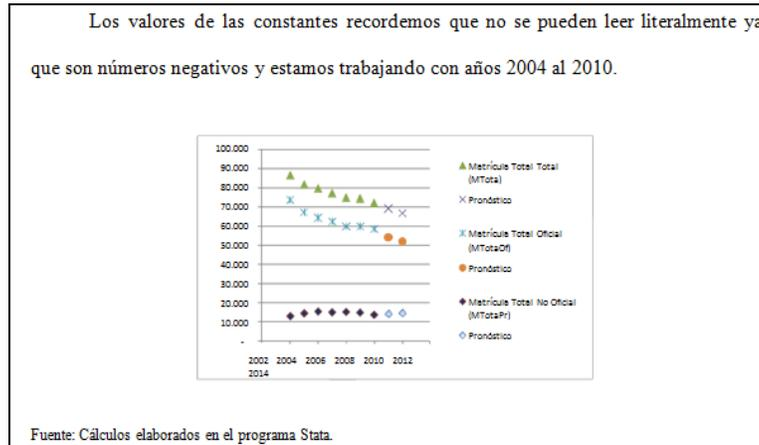 Los valores de las constantes recordemos que no se pueden leer literalmente ya
que son números negativos y estamos trabajando con años 2004 al 2010.
100.000
90.000
80.000
70.000
60.000
50.000
40.000
30.000
20.000
10.000
-
2002 2004 2006 2008 2010 2012
2014
Matrícula Total Total
(MTota)
Pronóstico
Matrícula Total Oficial
(MTotaOf)
Pronóstico
Matrícula Total No Oficial
(MTotaPr)
Pronóstico
Fuente: Cálculos elaborados en el programa Stata.